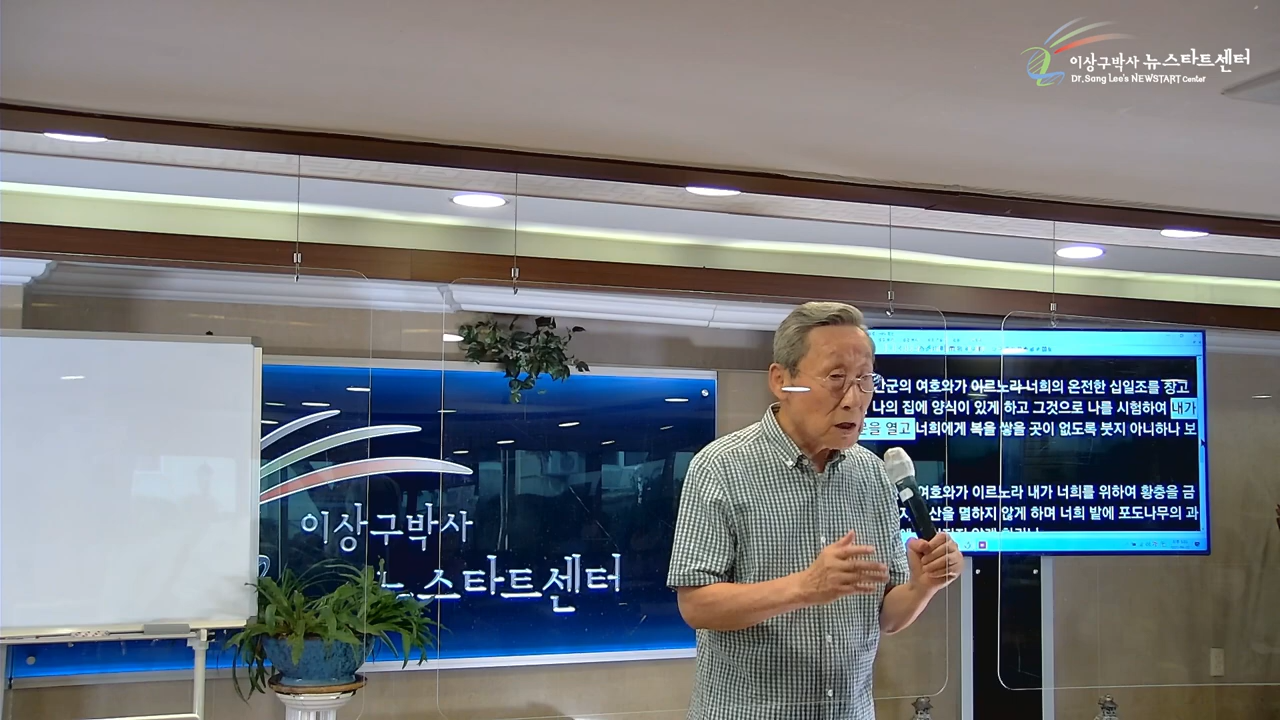 이상구박사 뉴스타트센터
Dr. Sang Lee's NEWSTART Center
군의 여호와가 이르노라 너희의 온전한 십일조를 창고
나의 집에 양식이 있게 하고 그것으로 나를 시험하여 내가
문을 열고 너희에게 복을 쌓을 곳이 없도록 붓지 아니하나 보
여호와가 이르노라 내가 너희를 위하여 황충을 금
산을 멸하지 않게 하며 너희 밭에 포도나무의 과
이상구박사
뉴스타트센터